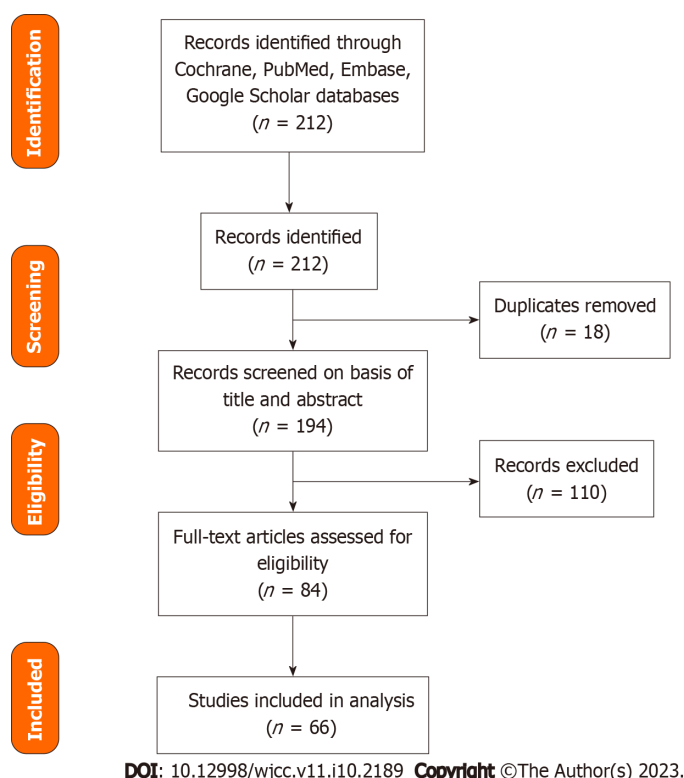 Identification
Records identified through
Cochrane, PubMed, Embase,
Google Scholar databases
(n = 212)
Screening
Records identified
(n = 212)
Duplicates removed
(n = 18)
Records screened on basis of
title and abstract
(n = 194)
Eligibility
Records excluded
(n = 110)
Full-text articles assessed for
eligibility
(n = 84)
Included
Studies included in analysis
(n = 66)
DOI: 10.12998/wjcc.v11.i10.2189 Copyright ©The Author(s) 2023.